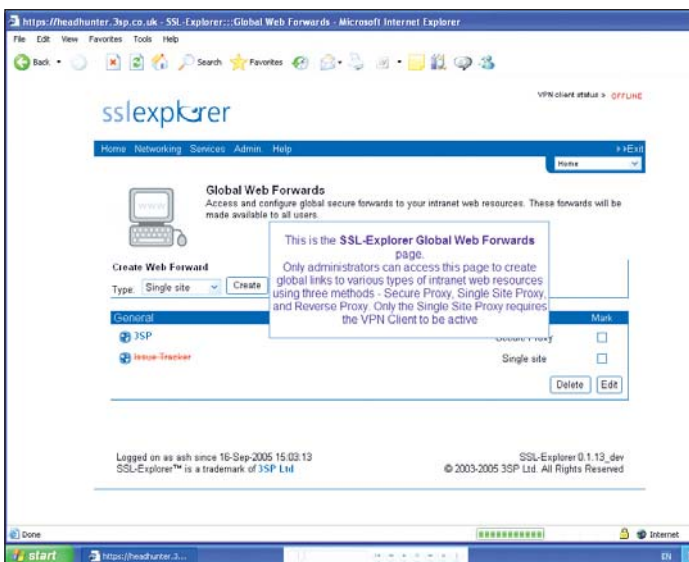 https://headhunter.3sp.co.uk - SSL-Explorer:::Global Web Forwards - Microsoft Internet Explorer
File Edit View Favorites Tools Help
Back Search Favorites
sslexplorer
VPN client status > OFFLINE
Home Networking Services Admin. Help
Exit
Home
www
Global Web Forwards
Access and configure global secure forwards to your intranet web resources. These forwards will be
made available to all users.
This is the SSL-Explorer Global Web Forwards
page.
Only administrators can access this page to create
global links to various types of intranet web resources
using three methods - Secure Proxy, Single Site Proxy,
and Reverse Proxy. Only the Single Site Proxy requires
the VPN Client to be active
Create Web Forward
Type: Single site Create
General Mark
3SP Secure Proxy
Issue Tracker Single site
Delete Edit
Logged on as ash since 16-Sep-2005 15:03:13
SSL-Explorer™ is a trademark of 3SP Ltd
SSL-Explorer 0.1.13_dev
© 2003-2005 3SP Ltd. All Rights Reserved
Done Internet
start https://headhunter.3... EN